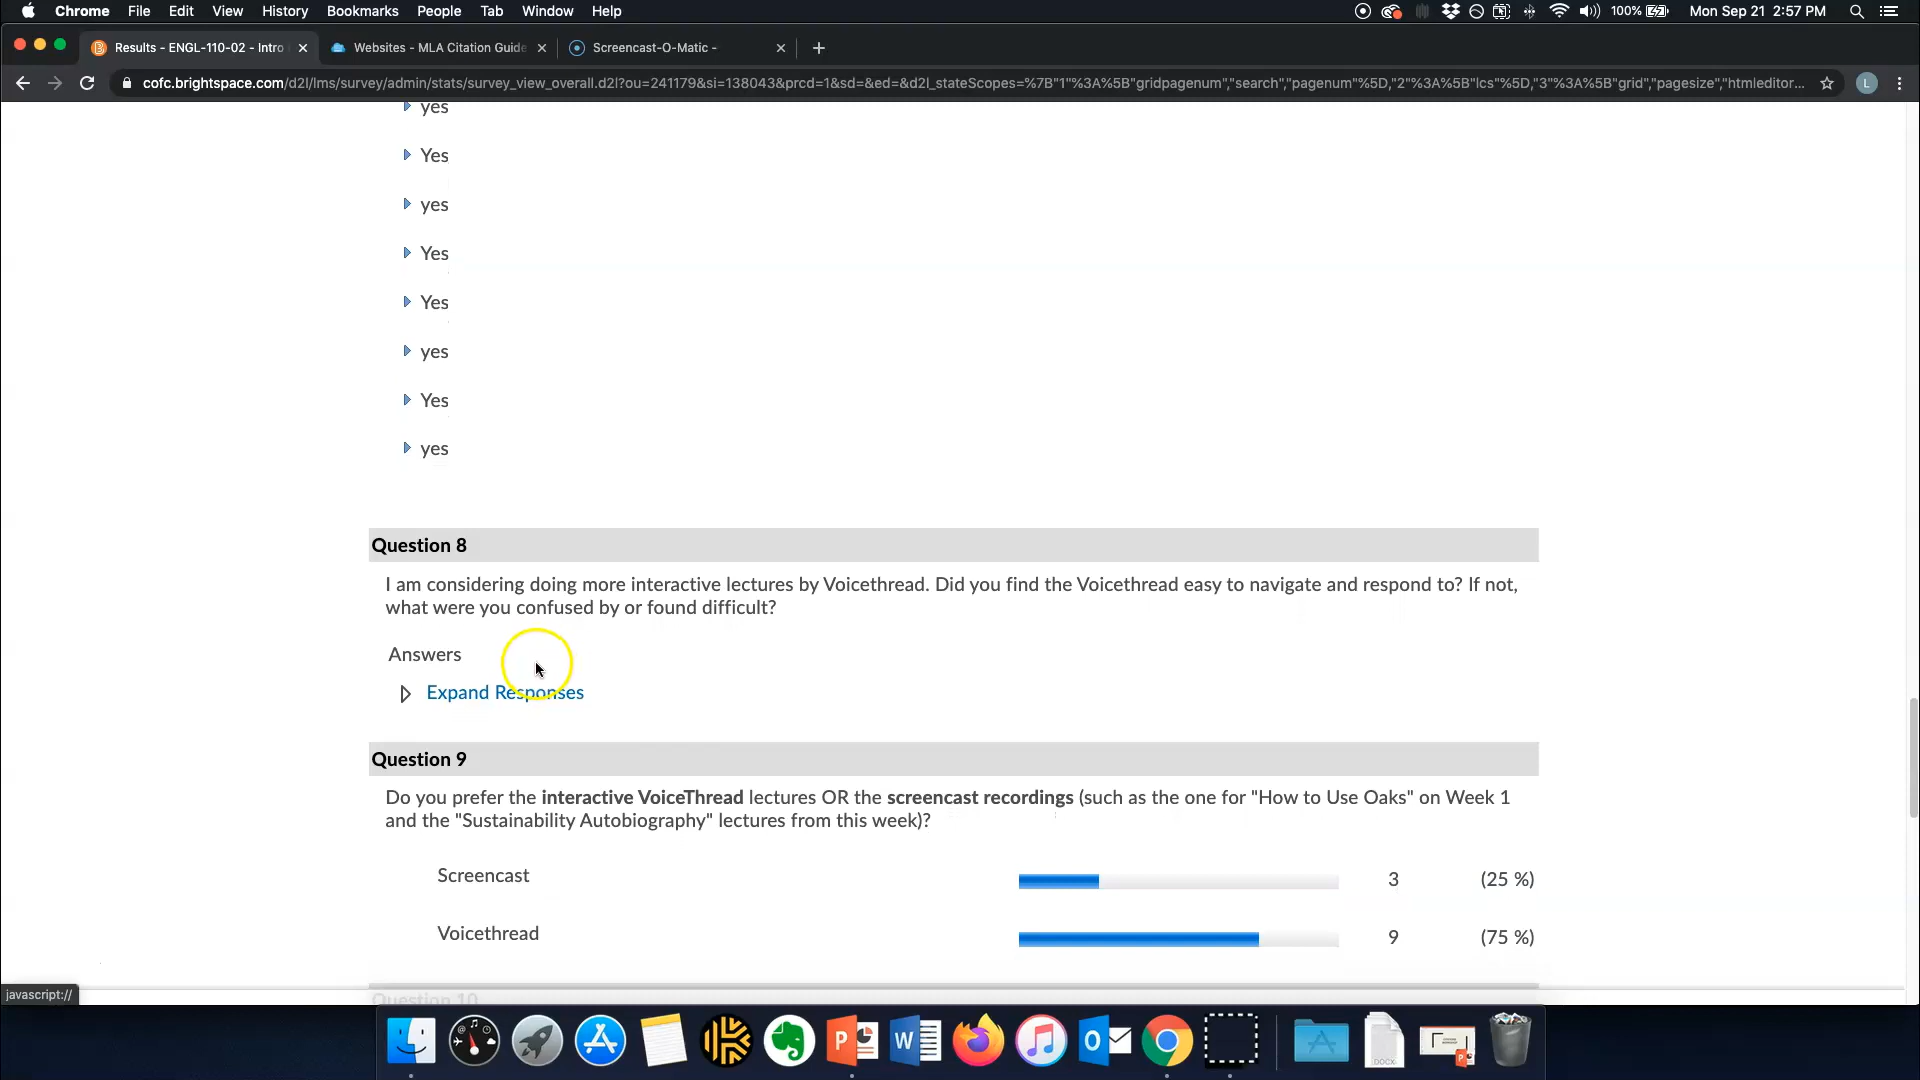 Chrome File Edit View History Bookmarks People Tab Window Help 100% Mon Sep 21 2:57 PM
Results - ENGL-110-02 - Intro Websites - MLA Citation Guide Screencast-O-Matic -
cofc.brightspace.com/d2l/lms/survey/admin/stats/survey_view_overall.d2l?ou=241179&si=138043&prcd=1&sd=&ed=&d2l_stateScopes=%7B"1"%3A%5B"gridpagenum","search","pagenum"%5D,"2"%3A%5B"lcs"%5D,"3"%3A%5B"grid","pagesize","htmleditor... L
yes
Yes
yes
Yes
Yes
yes
Yes
yes
Question 8
I am considering doing more interactive lectures by Voicethread. Did you find the Voicethread easy to navigate and respond to? If not,
what were you confused by or found difficult?
Answers
Expand Responses
Question 9
Do you prefer the interactive VoiceThread lectures OR the screencast recordings (such as the one for "How to Use Oaks" on Week 1
and the "Sustainability Autobiography" lectures from this week)?
Screencast 3 (25 %)
Voicethread 9 (75 %)
Question 10
javascript://
DOCX